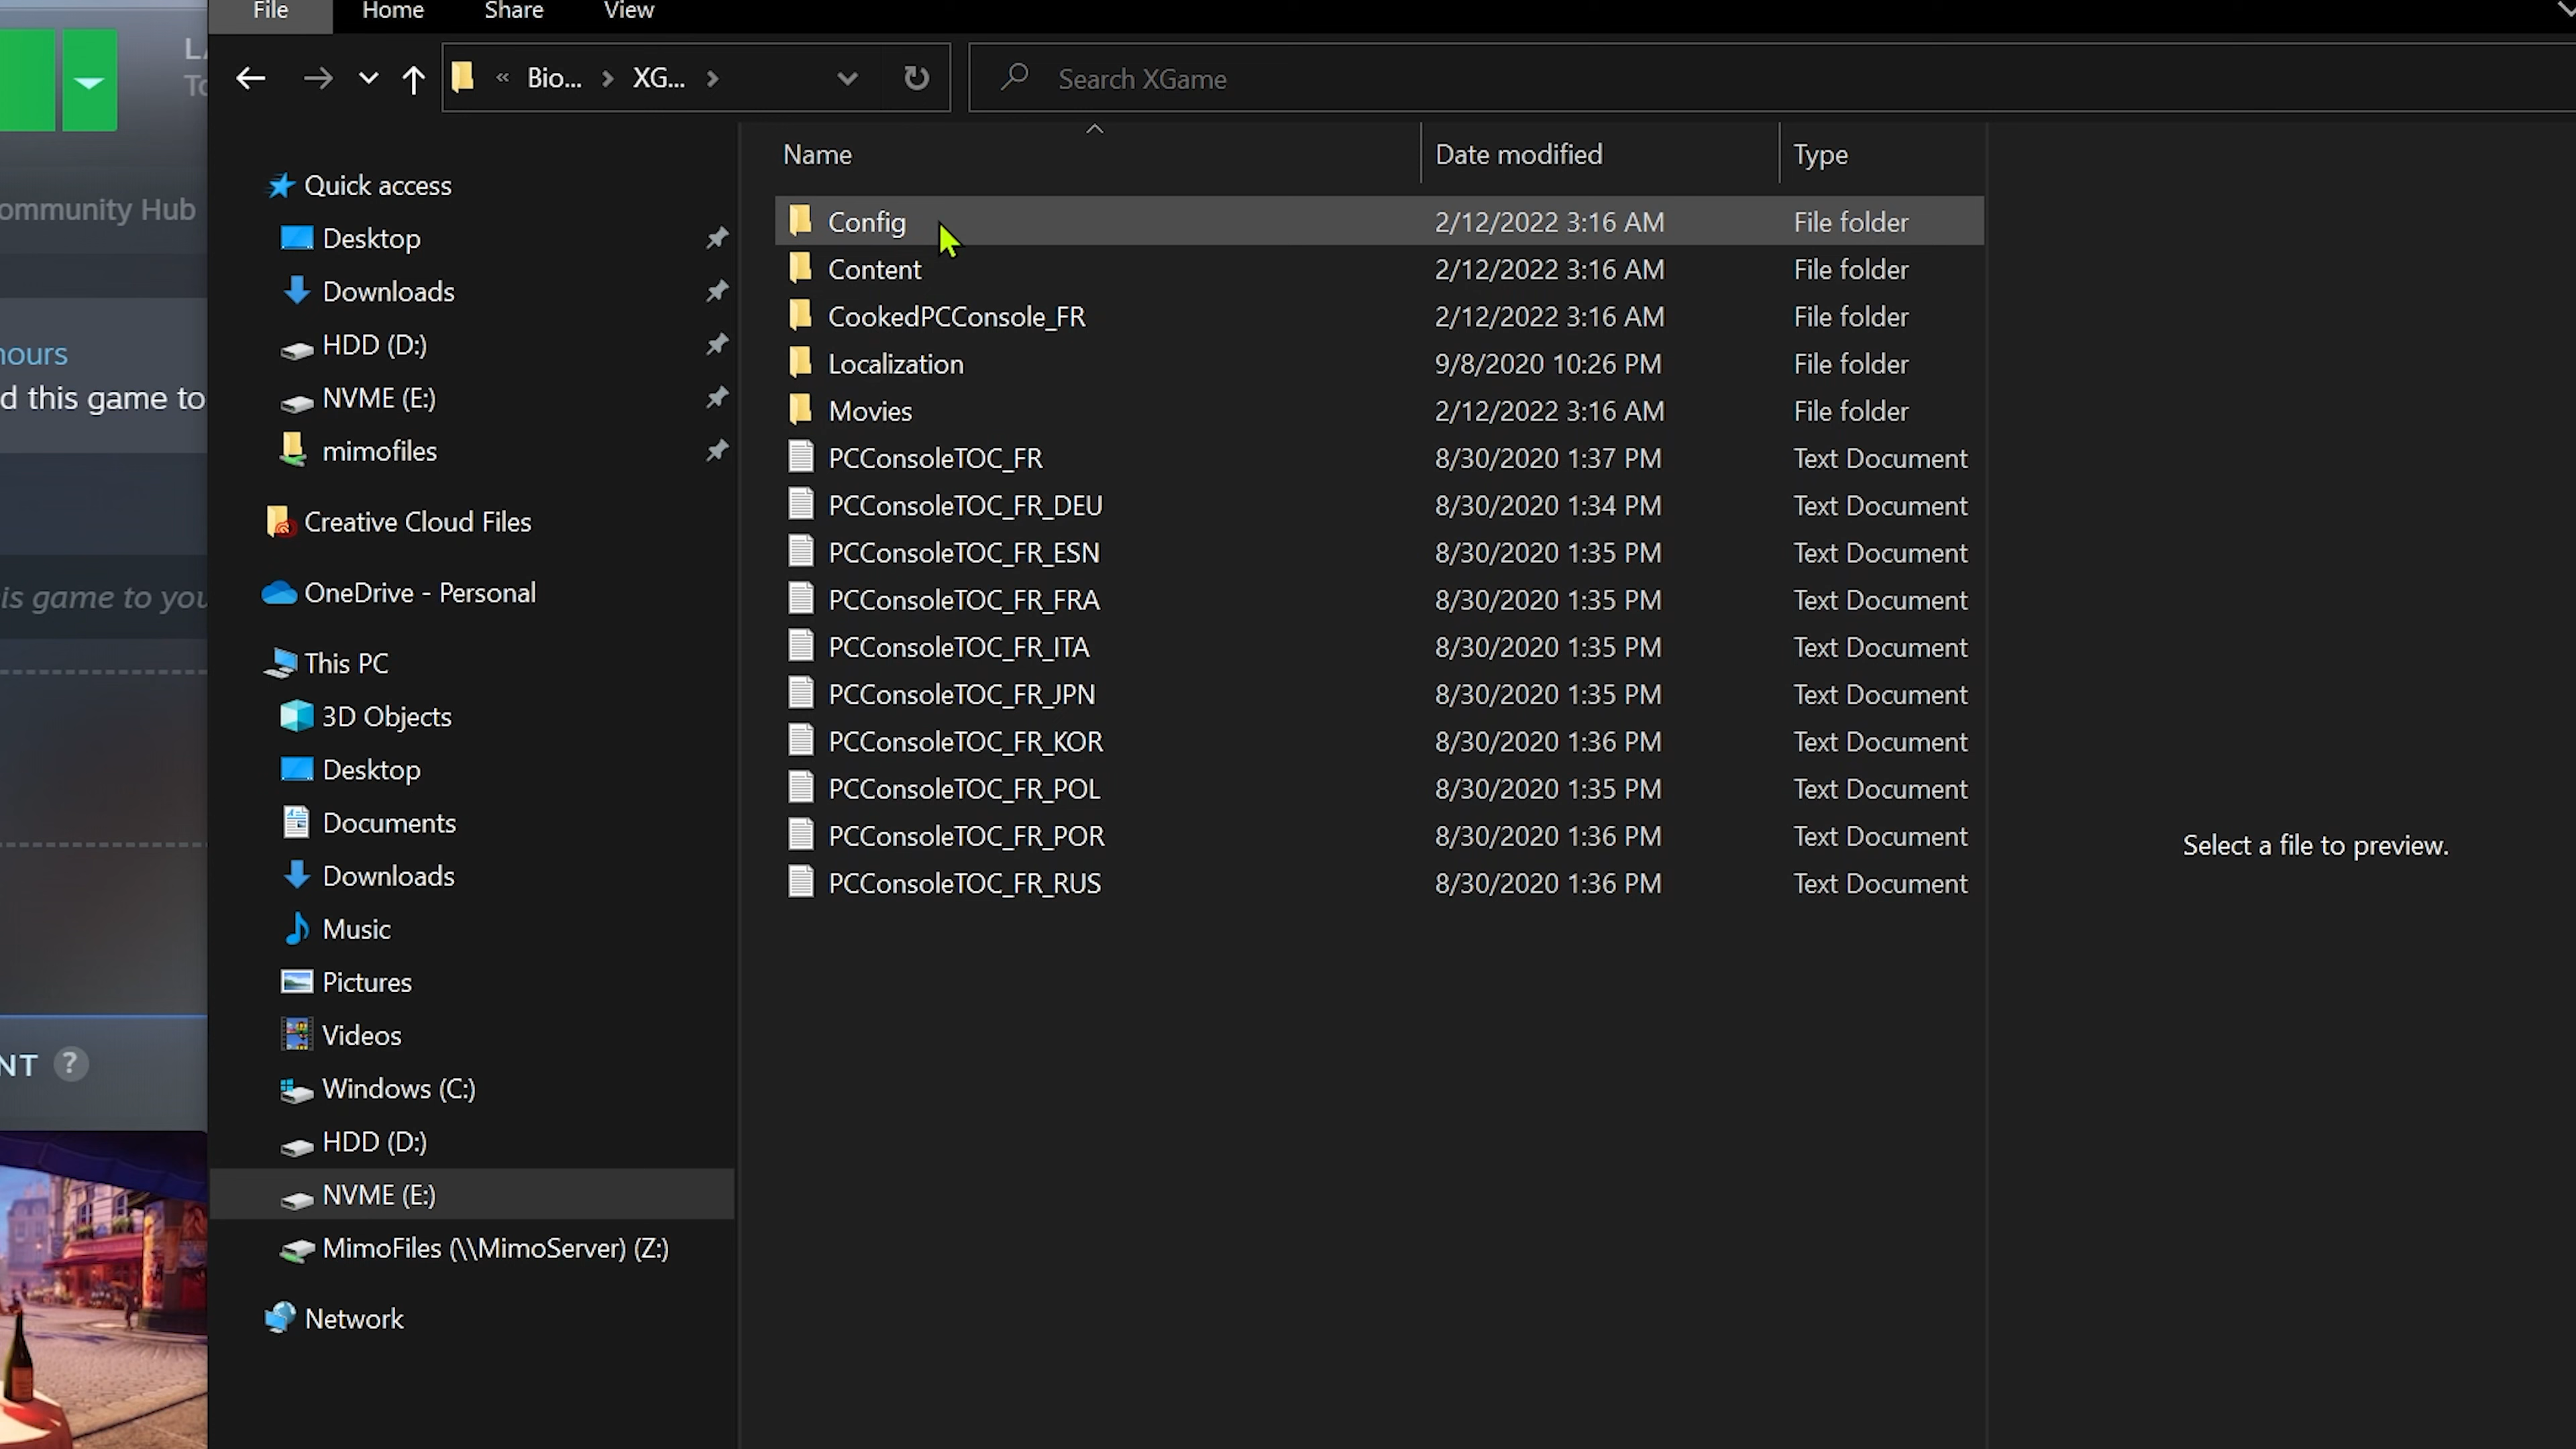 File Home Share View
« Bio... XG... Search XGame
ommunity Hub
hours
d this game to
is game to you
NT ?
Quick access
Desktop
Downloads
HDD (D:)
NVME (E:)
mimofiles
Creative Cloud Files
OneDrive - Personal
This PC
3D Objects
Desktop
Documents
Downloads
Music
Pictures
Videos
Windows (C:)
HDD (D:)
NVME (E:)
MimoFiles (\\MimoServer) (Z:)
Network
Name Date modified Type
Config 2/12/2022 3:16 AM File folder
Content 2/12/2022 3:16 AM File folder
CookedPCConsole_FR 2/12/2022 3:16 AM File folder
Localization 9/8/2020 10:26 PM File folder
Movies 2/12/2022 3:16 AM File folder
PCConsoleTOC_FR 8/30/2020 1:37 PM Text Document
PCConsoleTOC_FR_DEU 8/30/2020 1:34 PM Text Document
PCConsoleTOC_FR_ESN 8/30/2020 1:35 PM Text Document
PCConsoleTOC_FR_FRA 8/30/2020 1:35 PM Text Document
PCConsoleTOC_FR_ITA 8/30/2020 1:35 PM Text Document
PCConsoleTOC_FR_JPN 8/30/2020 1:35 PM Text Document
PCConsoleTOC_FR_KOR 8/30/2020 1:36 PM Text Document
PCConsoleTOC_FR_POL 8/30/2020 1:35 PM Text Document
PCConsoleTOC_FR_POR 8/30/2020 1:36 PM Text Document
PCConsoleTOC_FR_RUS 8/30/2020 1:36 PM Text Document
Select a file to preview.